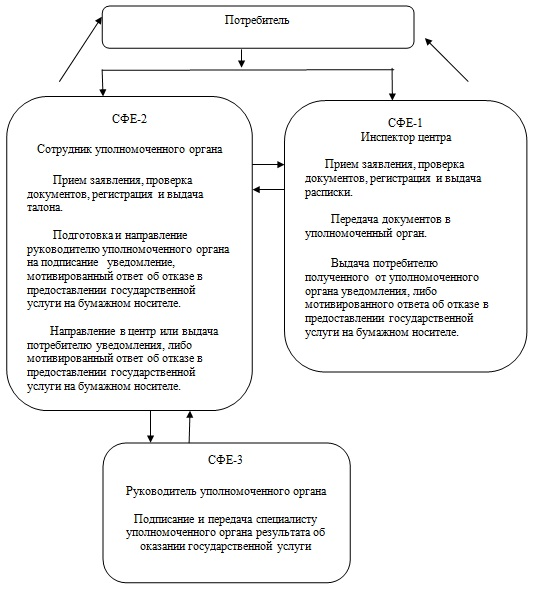 Потребитель
СФЕ-2
Сотрудник уполномоченного органа
Прием заявления, проверка
документов, регистрация и выдача
талона.
Подготовка и направление
руководителю уполномоченного органа
на подписание уведомление,
мотивированный ответ об отказе в
предоставлении государственной
услуги на бумажном носителе.
Направление в центр или выдача
потребителю уведомления, либо
мотивированный ответ об отказе в
предоставлении государственной
услуги на бумажном носителе.
СФЕ-1
Инспектор центра
Прием заявления, проверка
документов, регистрация и выдача
расписки.
Передача документов в
уполномоченный орган.
Выдача потребителю
полученного от уполномоченного
органа уведомления, либо
мотивированного ответа об отказе в
предоставлении государственной
услуги на бумажном носителе.
СФЕ-3
Руководитель уполномоченного органа
Подписание и передача специалисту
уполномоченного органа результата об
оказании государственной услуги